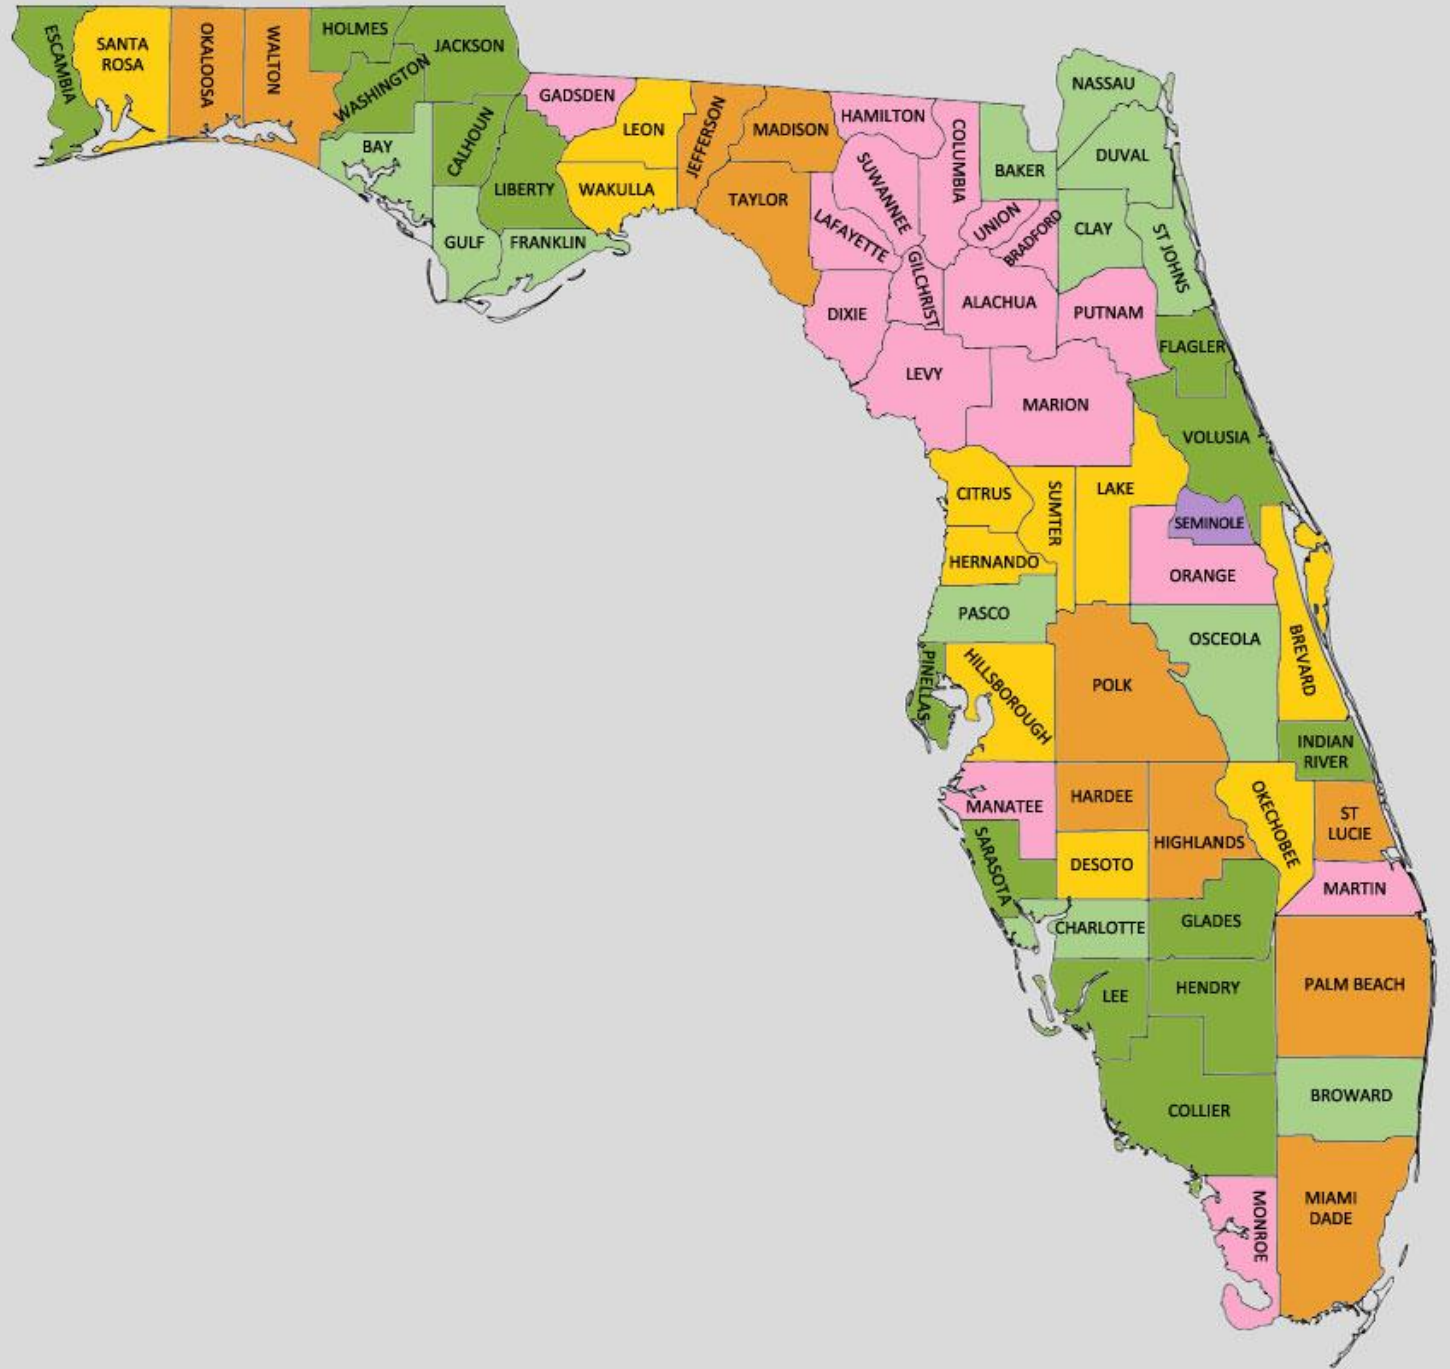 ESCAMBIA
SANTA
ROSA
OKALOOSA
WALTON
HOLMES
JACKSON
WASHINGTON
BAY
CALHOUN
GULF
LIBERTY
FRANKLIN
GADSDEN
LEON
WAKULLA
JEFFERSON
MADISON
TAYLOR
HAMILTON
SUWANNEE
LAFAYETTE
COLUMBIA
BAKER
NASSAU
DUVAL
UNION
BRADFORD
CLAY
ST JOHNS
DIXIE
GILCHRIST
ALACHUA
PUTNAM
FLAGLER
LEVY
MARION
VOLUSIA
CITRUS
SUMTER
LAKE
SEMINOLE
HERNANDO
ORANGE
PASCO
OSCEOLA
BREVARD
PINELLAS
HILLSBOROUGH
POLK
INDIAN
RIVER
MANATEE
HARDEE
HIGHLANDS
OKECHOBEE
ST
LUCIE
SARASOTA
DESOTO
MARTIN
CHARLOTTE
GLADES
LEE
HENDRY
PALM BEACH
COLLIER
BROWARD
MONROE
MIAMI
DADE